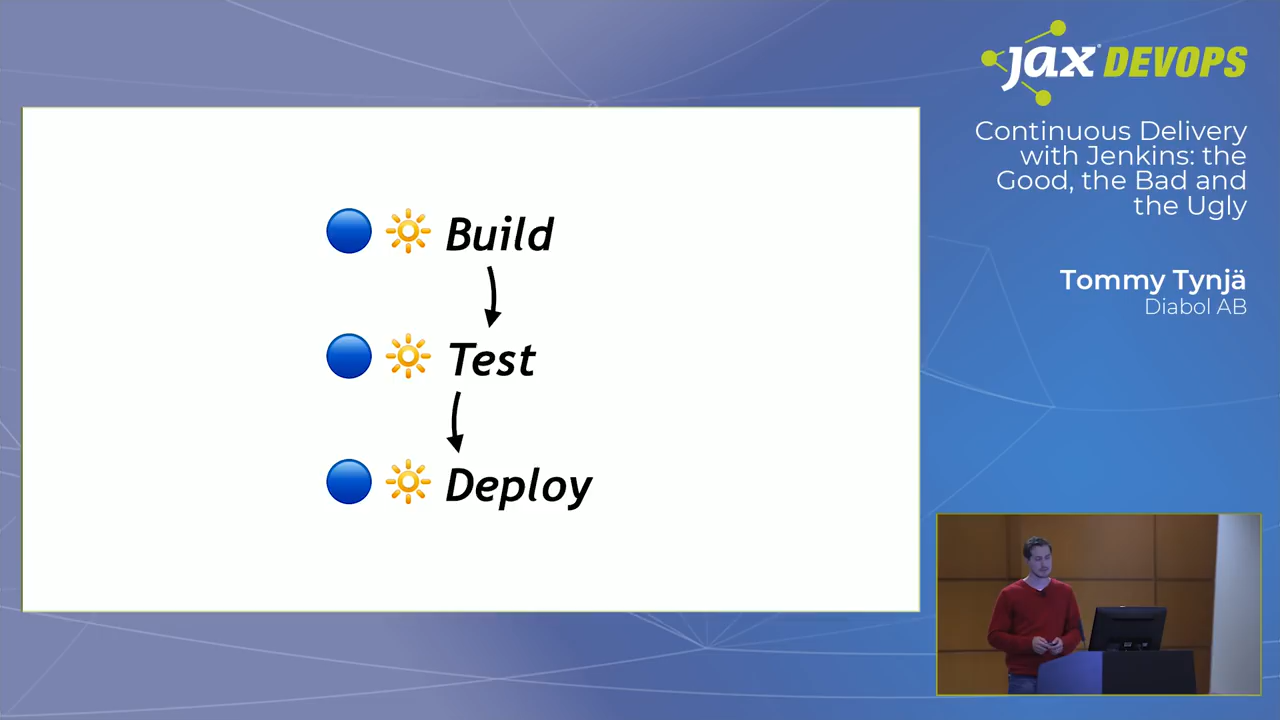 jax DEVOPS
Continuous Delivery
with Jenkins: the
Good, the Bad and
the Ugly
Tommy Tynjä
Diabol AB
Build
Test
Deploy